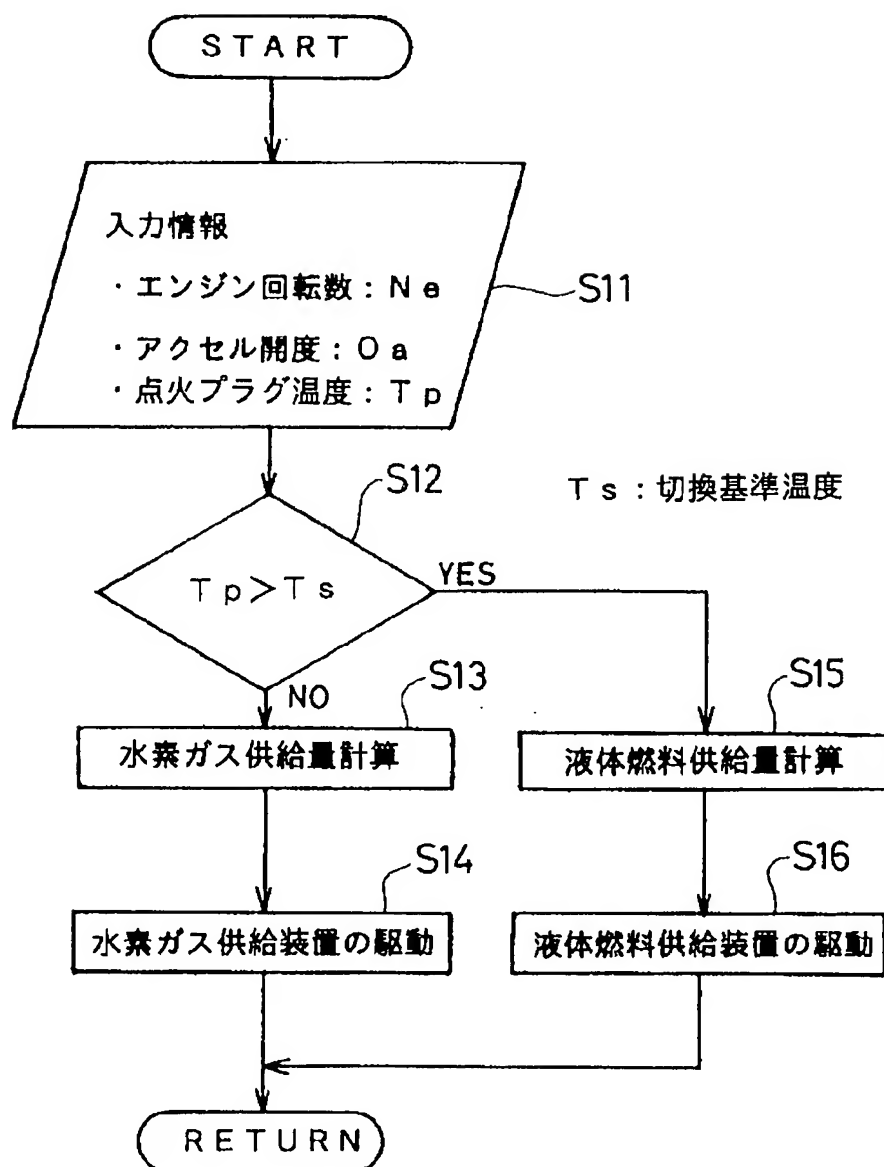 START
入力情報
・エンジン回転数：Ne
S11
・アクセル開度：Oa
・点火プラグ温度：Tp
S12
Ts：切換基準温度
Tp＞Ts
YES
NO
S13
S15
水素ガス供給量計算
液体燃料供給量計算
S14
S16
水素ガス供給装置の駆動
液体燃料供給装置の駆動
RETURN